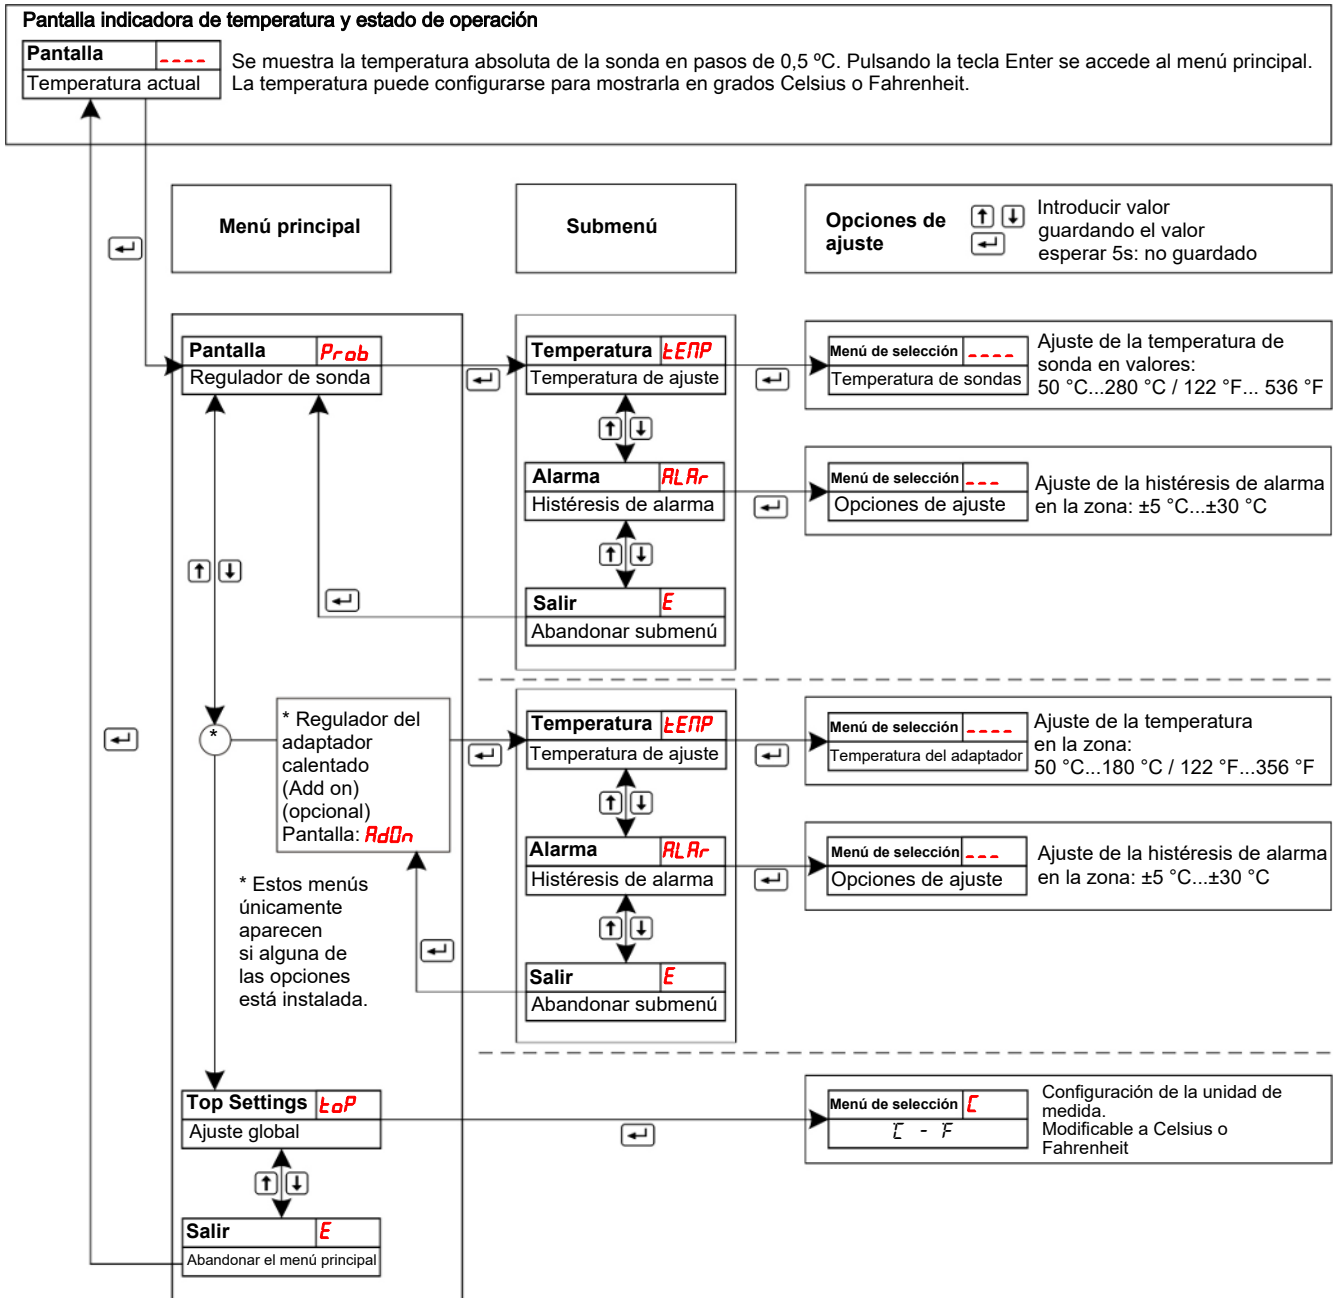 Pantalla indicadora de temperatura y estado de operación
Pantalla ----
Temperatura actual
Se muestra la temperatura absoluta de la sonda en pasos de 0,5 ºC. Pulsando la tecla Enter se accede al menú principal.
La temperatura puede configurarse para mostrarla en grados Celsius o Fahrenheit.
Menú principal
Submenú
Opciones de
ajuste
Introducir valor
guardando el valor
esperar 5s: no guardado
Pantalla Prob
Regulador de sonda
Temperatura tEMP
Temperatura de ajuste
Menú de selección ----
Temperatura de sondas
Ajuste de la temperatura de
sonda en valores:
50 °C...280 °C / 122 °F... 536 °F
Alarma ALAr
Histéresis de alarma
Menú de selección ---
Opciones de ajuste
Ajuste de la histéresis de alarma
en la zona: ±5 °C...±30 °C
Salir E
Abandonar submenú
*
* Regulador del
adaptador
calentado
(Add on)
(opcional)
Pantalla: AdOn
* Estos menús
únicamente
aparecen
si alguna de
las opciones
está instalada.
Temperatura tEMP
Temperatura de ajuste
Menú de selección ----
Temperatura del adaptador
Ajuste de la temperatura
en la zona:
50 °C...180 °C / 122 °F...356 °F
Alarma ALAr
Histéresis de alarma
Menú de selección ---
Opciones de ajuste
Ajuste de la histéresis de alarma
en la zona: ±5 °C...±30 °C
Salir E
Abandonar submenú
Top Settings toP
Ajuste global
Menú de selección C
C - F
Configuración de la unidad de
medida.
Modificable a Celsius o
Fahrenheit
Salir E
Abandonar el menú principal